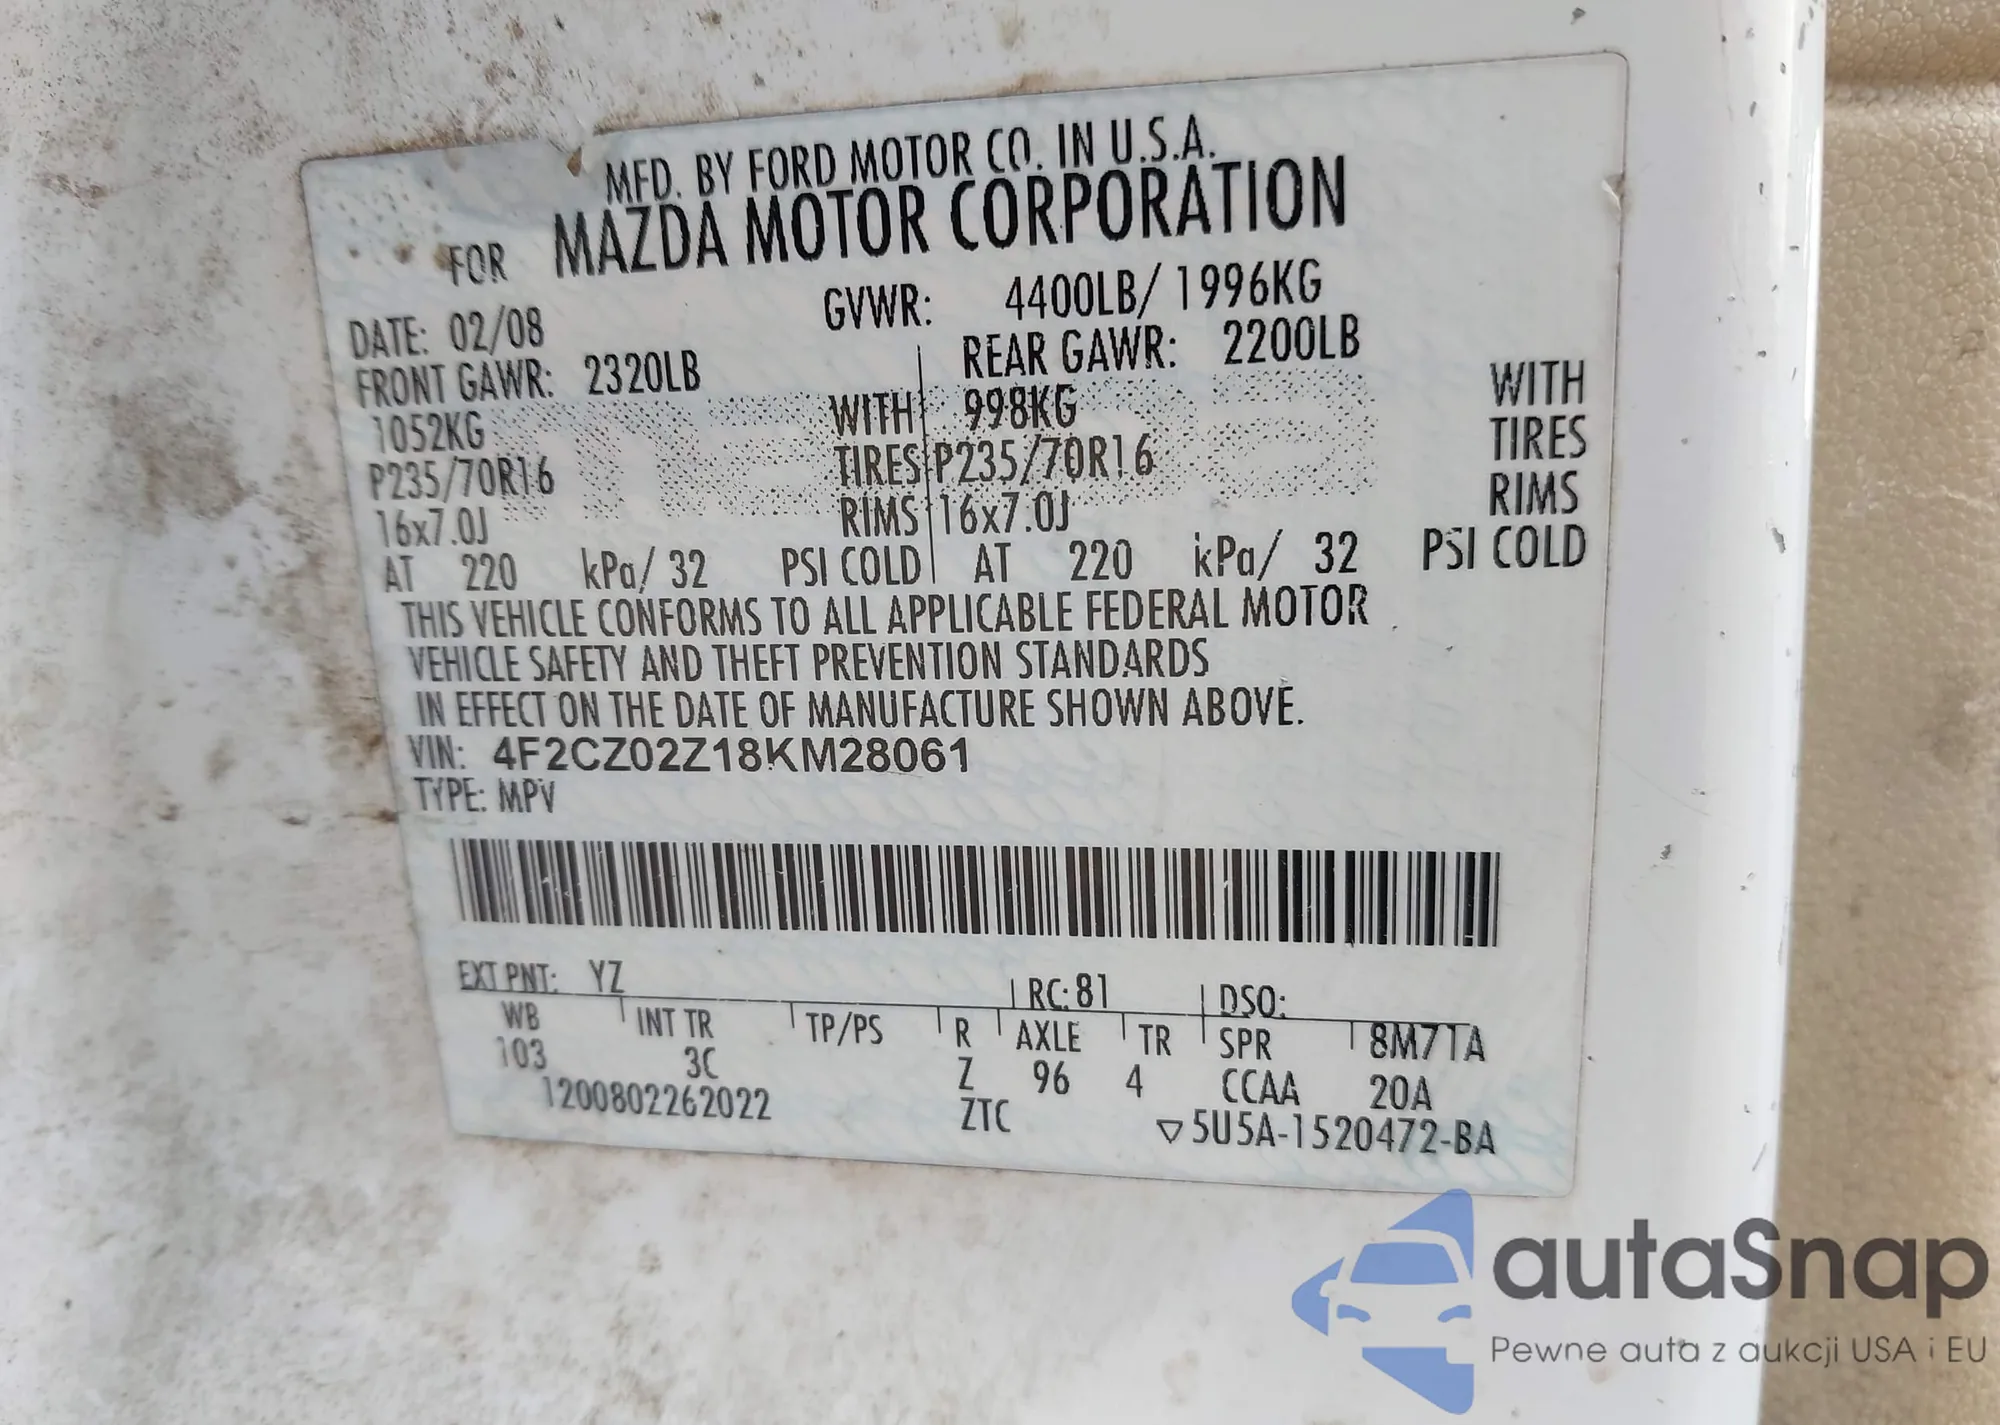 MFD. BY FORD MOTOR CO. IN U.S.A.
FOR MAZDA MOTOR CORPORATION
DATE: 02/08 GVWR: 4400LB/ 1996KG
FRONT GAWR: 2320LB REAR GAWR: 2200LB
1052KG WITH 998KG WITH
P235/70R16 TIRES P235/70R16 TIRES
16x7.0J RIMS 16x7.0J RIMS
AT 220 kPa/ 32 PSI COLD AT 220 kPa/ 32 PSI COLD
THIS VEHICLE CONFORMS TO ALL APPLICABLE FEDERAL MOTOR
VEHICLE SAFETY AND THEFT PREVENTION STANDARDS
IN EFFECT ON THE DATE OF MANUFACTURE SHOWN ABOVE.
VIN: 4F2CZ02Z18KM28061
TYPE: MPV
EXT PNT: YZ RC: 81 DSO:
WB INT TR TP/PS R AXLE TR SPR 8M7TA
103 3C Z 96 4 CCAA 20A
1200802262022 ZTC ▽5U5A-1520472-BA
autaSnap
Pewne auta z aukcji USA i EU